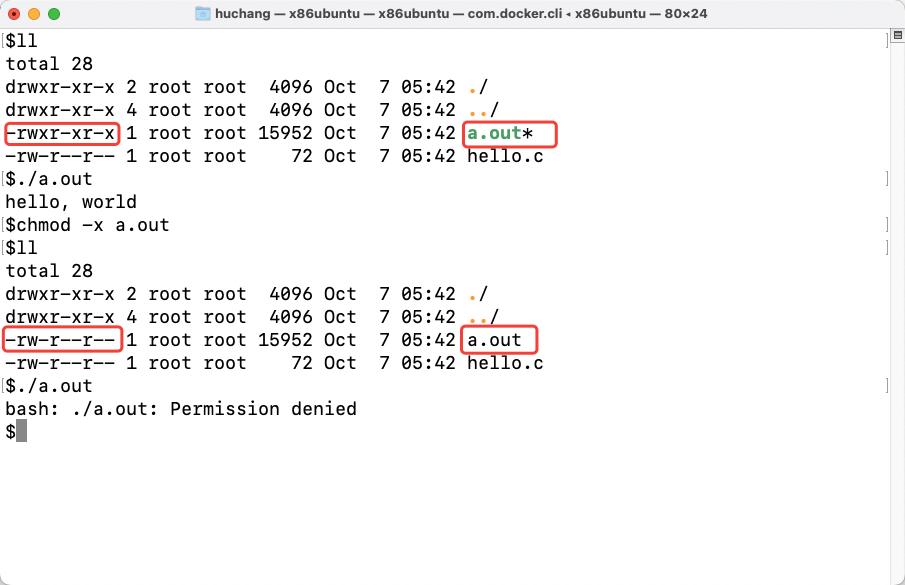 huchang — x86ubuntu — x86ubuntu — com.docker.cli ◂ x86ubuntu — 80×24
$ll
total 28
drwxr-xr-x 2 root root  4096 Oct  7 05:42 ./
drwxr-xr-x 4 root root  4096 Oct  7 05:42 ../
-rwxr-xr-x 1 root root 15952 Oct  7 05:42 a.out*
-rw-r--r-- 1 root root    72 Oct  7 05:42 hello.c
$./a.out
hello, world
$chmod -x a.out
$ll
total 28
drwxr-xr-x 2 root root  4096 Oct  7 05:42 ./
drwxr-xr-x 4 root root  4096 Oct  7 05:42 ../
-rw-r--r-- 1 root root 15952 Oct  7 05:42 a.out
-rw-r--r-- 1 root root    72 Oct  7 05:42 hello.c
$./a.out
bash: ./a.out: Permission denied
$